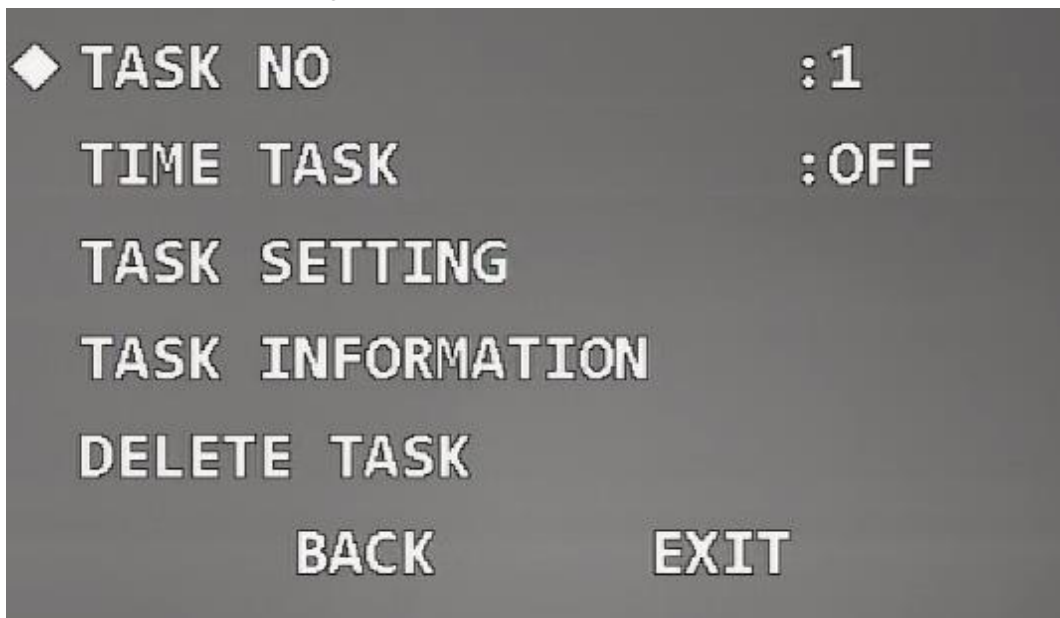 TASK NO :1
TIME TASK :OFF
TASK SETTING
TASK INFORMATION
DELETE TASK
BACK EXIT